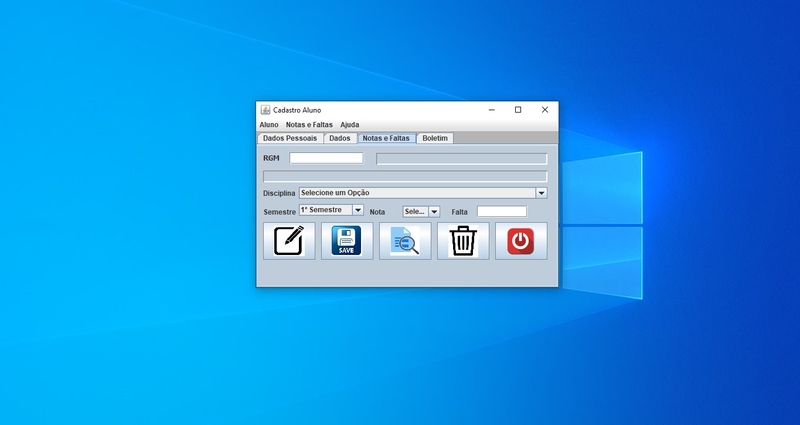 Cadastro Aluno
Aluno Notas e Faltas Ajuda
Dados Pessoais Dados Notas e Faltas Boletim
RGM
Disciplina Selecione um Opção
Semestre 1° Semestre Nota Sele... Falta
SAVE